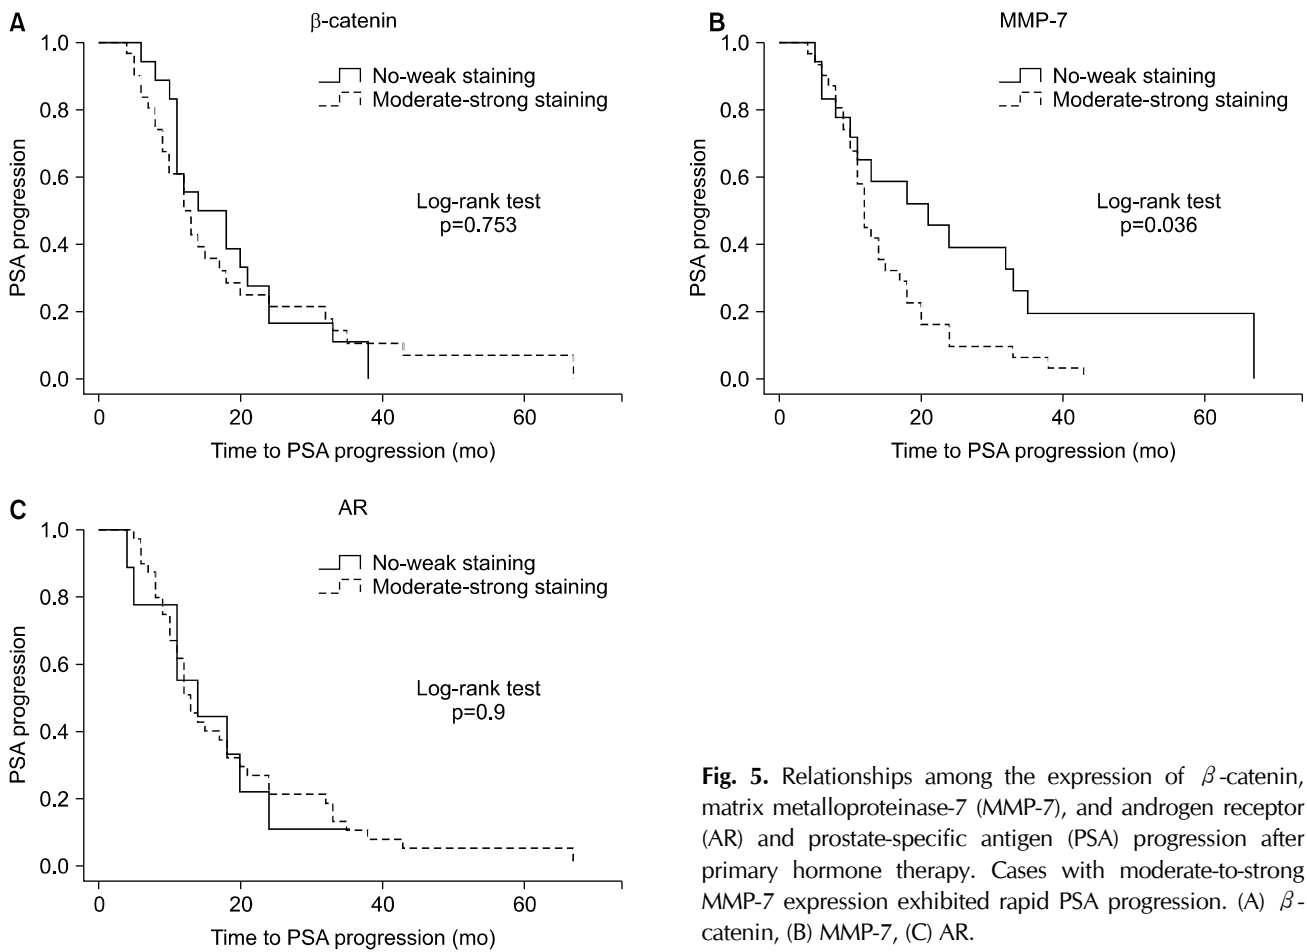 A
β-catenin
1.0
0.8
0.6
0.4
0.2
0.0
PSA progression
No-weak staining
Moderate-strong staining
Log-rank test
p=0.753
0
20
40
60
Time to PSA progression (mo)
B
MMP-7
1.0
0.8
0.6
0.4
0.2
0.0
PSA progression
No-weak staining
Moderate-strong staining
Log-rank test
p=0.036
0
20
40
60
Time to PSA progression (mo)
C
AR
1.0
0.8
0.6
0.4
0.2
0.0
PSA progression
No-weak staining
Moderate-strong staining
Log-rank test
p=0.9
0
20
40
60
Time to PSA progression (mo)
Fig. 5. Relationships among the expression of β-catenin,
matrix metalloproteinase-7 (MMP-7), and androgen receptor
(AR) and prostate-specific antigen (PSA) progression after
primary hormone therapy. Cases with moderate-to-strong
MMP-7 expression exhibited rapid PSA progression. (A) β-
catenin, (B) MMP-7, (C) AR.